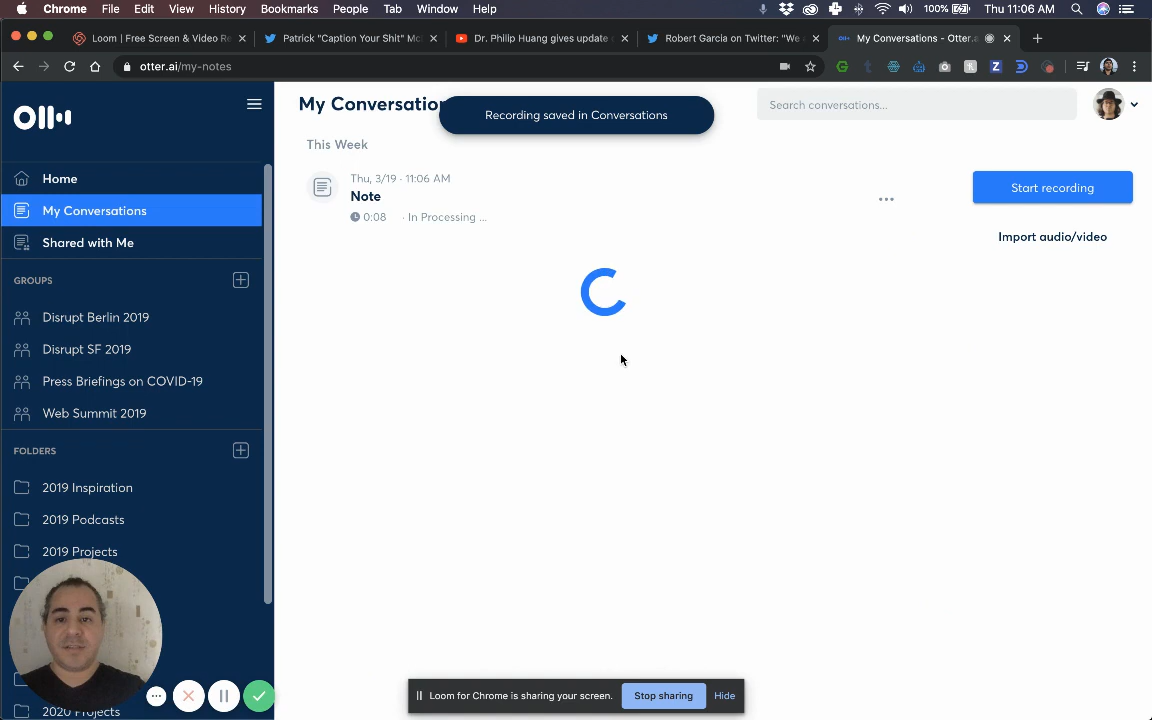 Chrome File Edit View History Bookmarks People Tab Window Help 100% Thu 11:06 AM
Loom | Free Screen & Video Re
Patrick "Caption Your Shit" Mc
Dr. Philip Huang gives update
Robert Garcia on Twitter: "We
My Conversations - Otter.a
otter.ai/my-notes
My Conversation
Recording saved in Conversations
Search conversations...
This Week
Thu, 3/19 · 11:06 AM
Note
0:08 · In Processing ...
Start recording
Import audio/video
Home
My Conversations
Shared with Me
GROUPS
Disrupt Berlin 2019
Disrupt SF 2019
Press Briefings on COVID-19
Web Summit 2019
FOLDERS
2019 Inspiration
2019 Podcasts
2019 Projects
2020 Projects
Loom for Chrome is sharing your screen.
Stop sharing
Hide